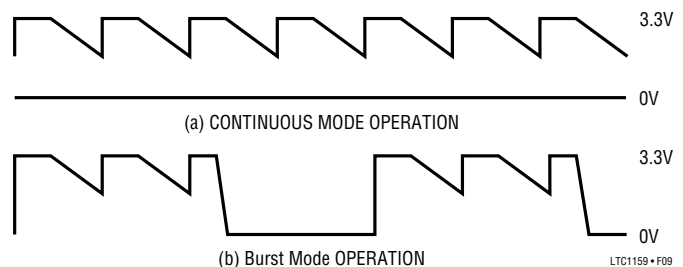 3.3V
0V
(a) CONTINUOUS MODE OPERATION
3.3V
0V
(b) Burst Mode OPERATION
LTC1159 • F09